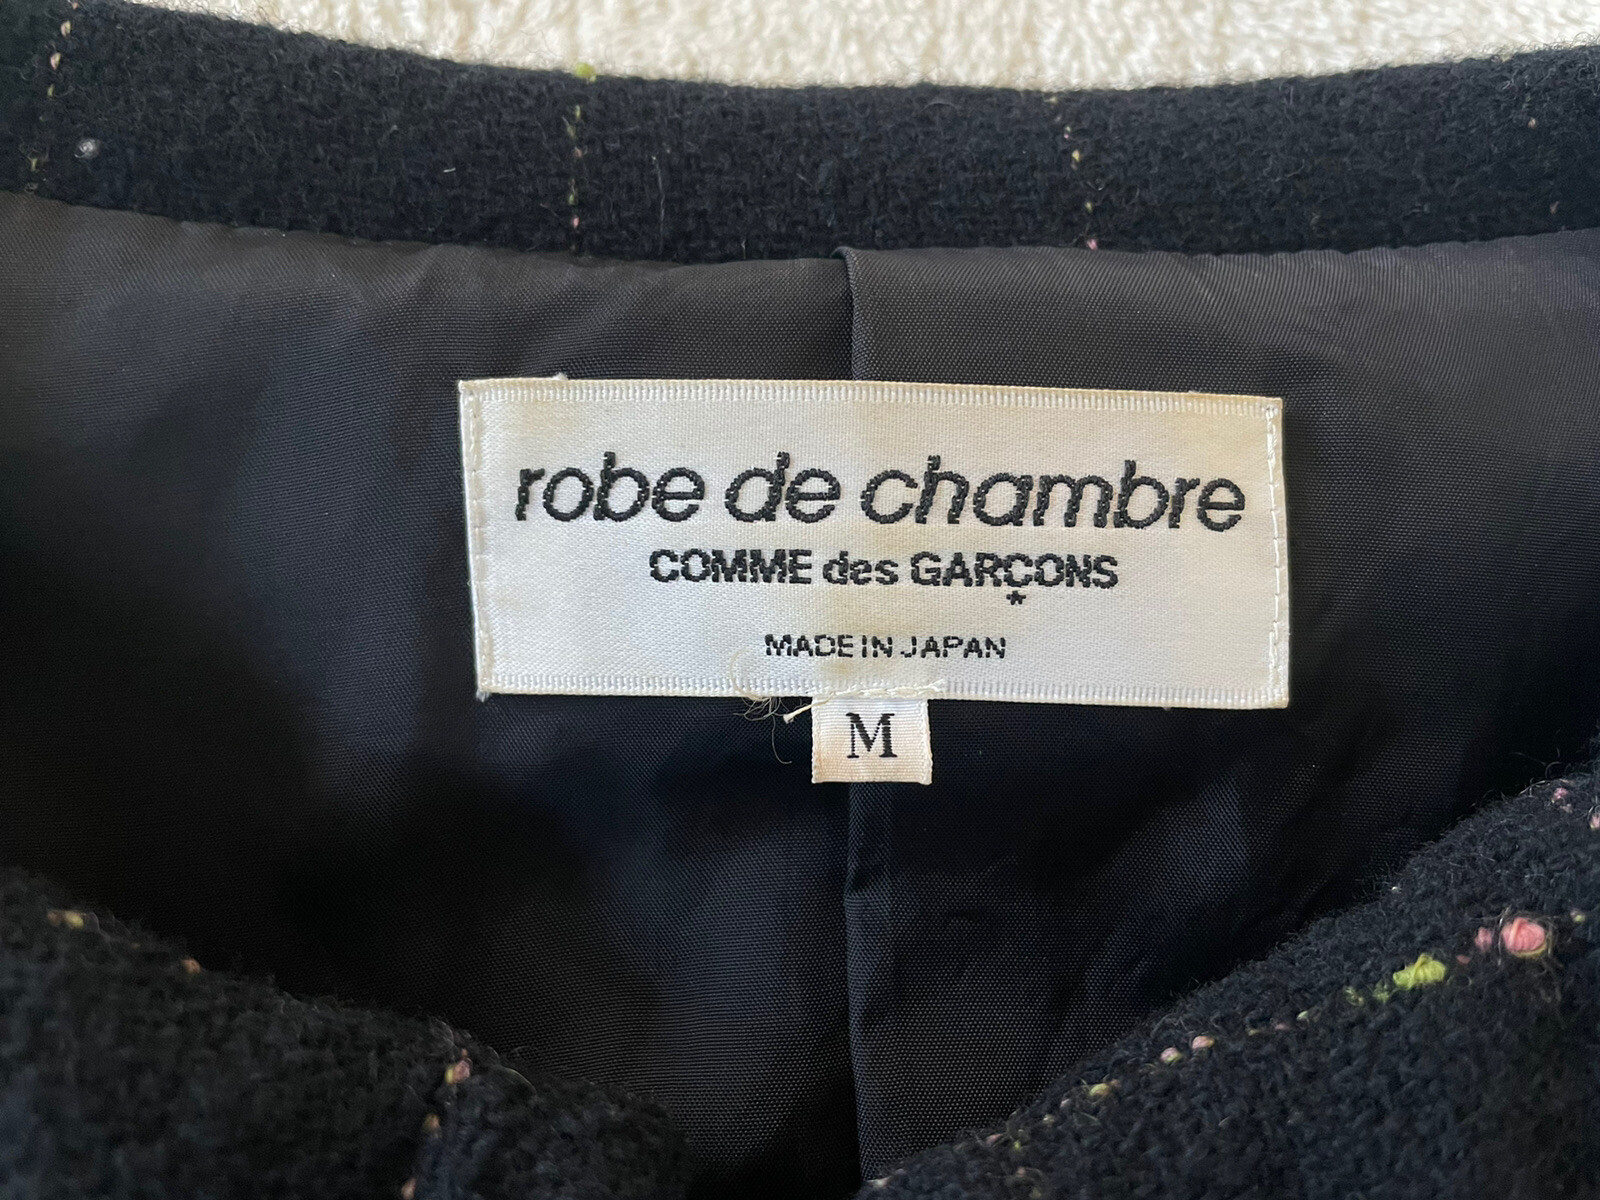 robe de chambre
COMME des GARÇONS
*
MADE IN JAPAN
M